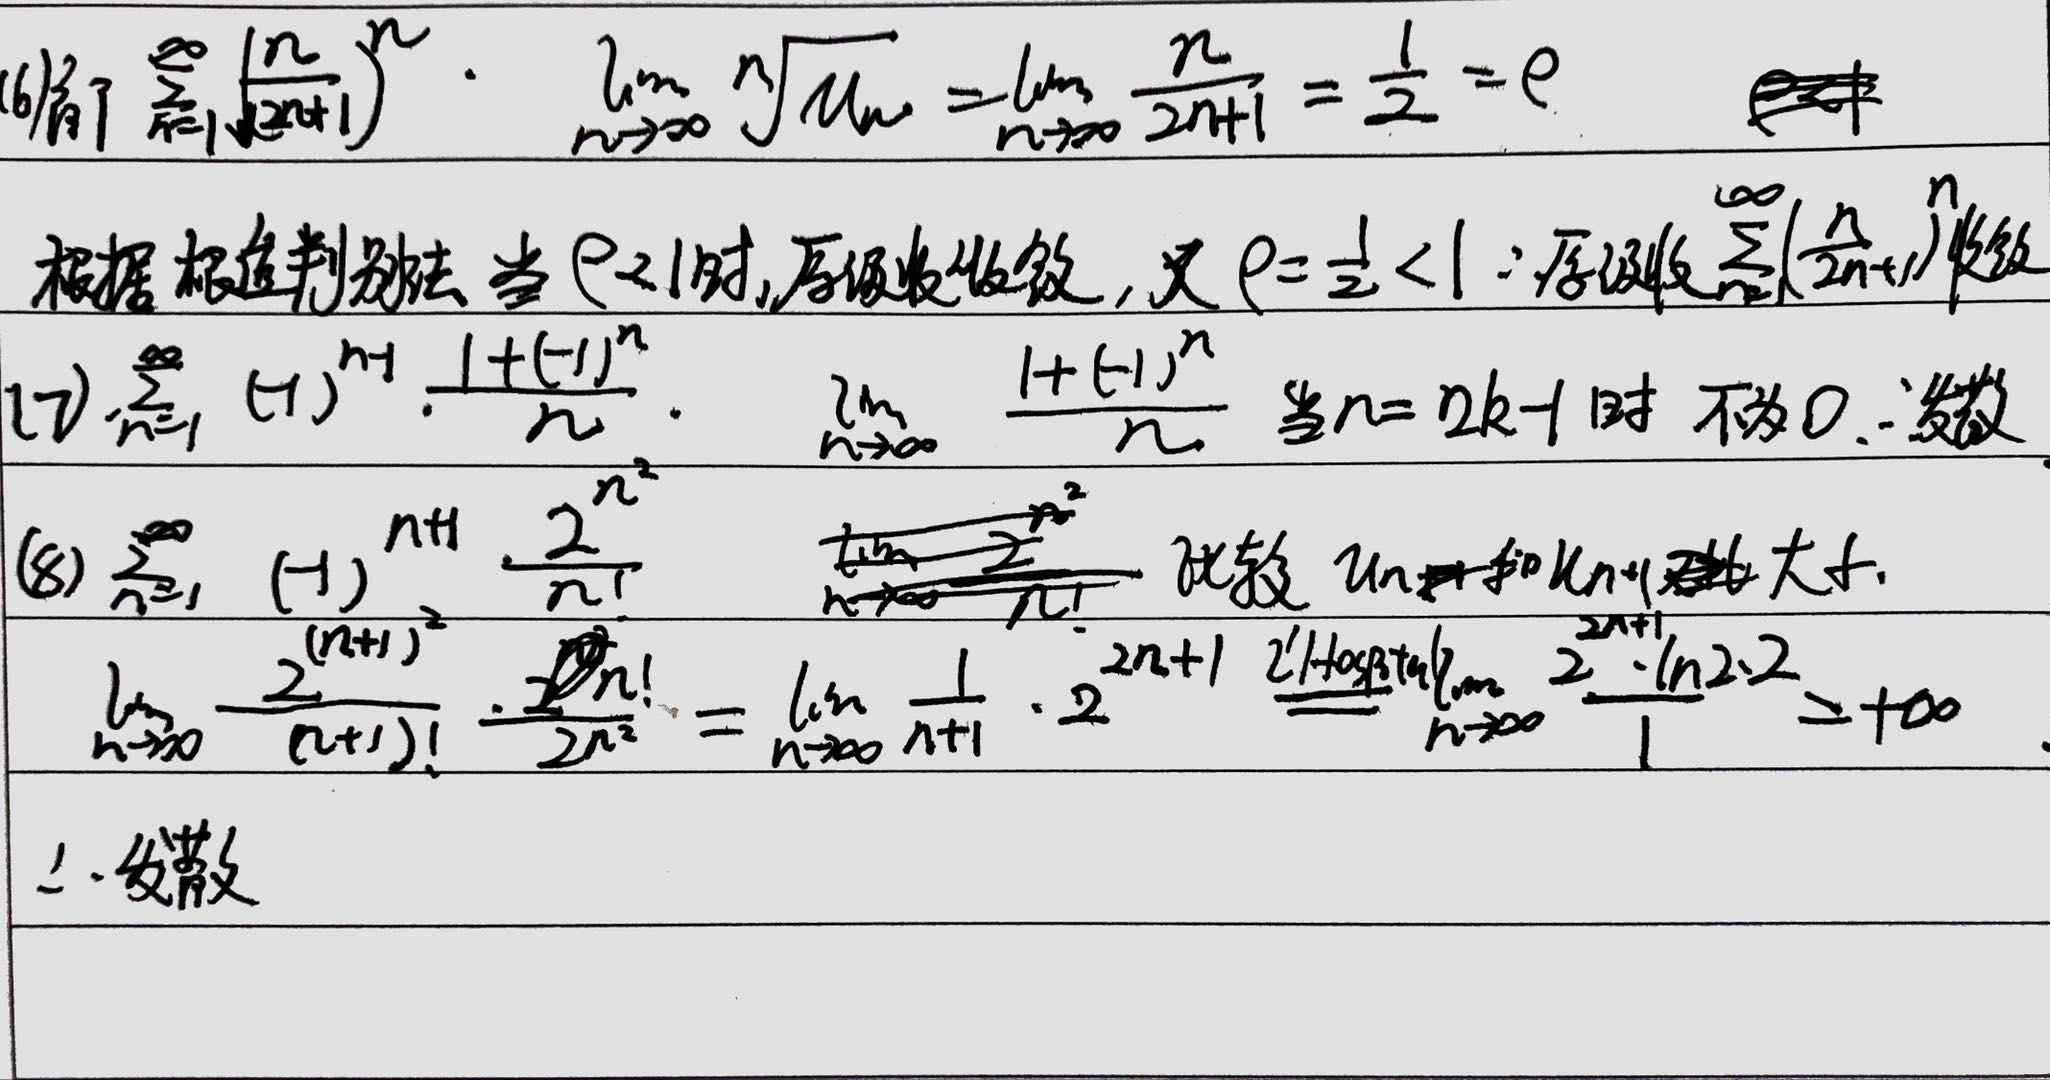 (6) 解 $\sum_{n=1}^{\infty} \left(\frac{n}{2n+1}\right)^n$. $\lim_{n\to\infty} \sqrt[n]{u_n} = \lim_{n\to\infty} \frac{n}{2n+1} = \frac{1}{2} = \rho$
根据根值判别法 当 $\rho < 1$ 时,原级收收敛, 又 $\rho = \frac{1}{2} < 1$ ∴原级收 $\sum_{n=1}^{\infty} \left(\frac{n}{2n+1}\right)^n$ 收敛
(7) $\sum_{n=1}^{\infty} (-1)^{n-1} \cdot \frac{1+(-1)^n}{n}$. $\lim_{n\to\infty} \frac{1+(-1)^n}{n}$ 当 $n = 2k-1$ 时 不为 0 ∴发散
(8) $\sum_{n=1}^{\infty} (-1)^{n+1} \cdot \frac{2^{n^2}}{n!}$ 比较 $u_n$ 和 $u_{n+1}$ 大小.
$\lim_{n\to\infty} \frac{2^{(n+1)^2}}{(n+1)!} \cdot \frac{n!}{2^{n^2}} = \lim_{n\to\infty} \frac{1}{n+1} \cdot 2^{2n+1} \overset{L'Hospital}{=} \lim_{n\to\infty} \frac{2^{2n+1} \cdot \ln 2 \cdot 2}{1} = +\infty$
∴发散